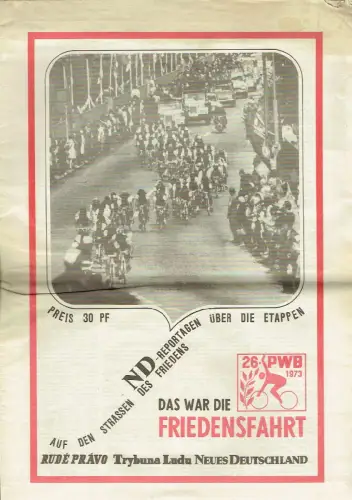 PREIS 30 PF
ND-REPORTAGEN ÜBER DIE ETAPPEN
AUF DEN STRASSEN DES FRIEDENS
26. PWB
1973
DAS WAR DIE
FRIEDENSFAHRT
RUDÉ PRÁVO Trybuna Ludu NEUES DEUTSCHLAND